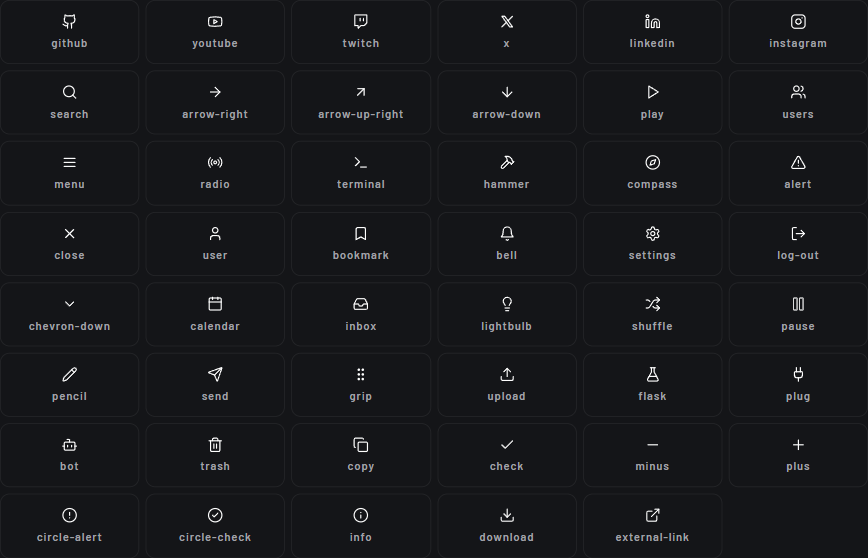 github youtube twitch x linkedin instagram
search arrow-right arrow-up-right arrow-down play users
menu radio terminal hammer compass alert
close user bookmark bell settings log-out
chevron-down calendar inbox lightbulb shuffle pause
pencil send grip upload flask plug
bot trash copy check minus plus
circle-alert circle-check info download external-link